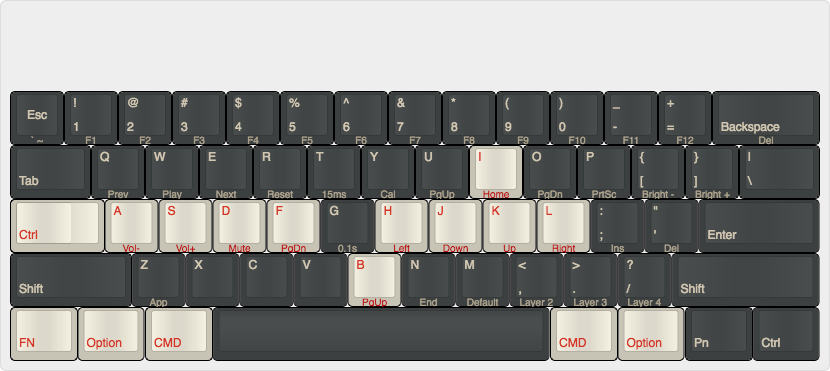 Esc ! @ # $ % ^ & * ( ) _ +
1 2 3 4 5 6 7 8 9 0 - = Backspace
` ~ F1 F2 F3 F4 F5 F6 F7 F8 F9 F10 F11 F12 Del
Q W E R T Y U I O P { } |
Tab [ ] \
Prev Play Next Reset 15ms Cal PgUp Home PgDn PrtSc Bright - Bright +
A S D F G H J K L : "
Ctrl ; ' Enter
Vol- Vol+ Mute PgDn 0.1s Left Down Up Right Ins Del
Z X C V B N M < > ?
Shift , . / Shift
App PgUp End Default Layer 2 Layer 3 Layer 4
FN Option CMD CMD Option Pn Ctrl